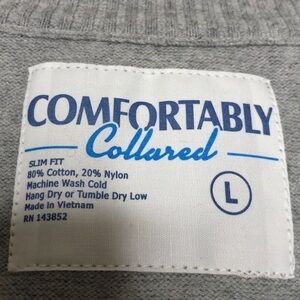 COMFORTABLY
Collared
SLIM FIT
80% Cotton, 20% Nylon
Machine Wash Cold
Hang Dry or Tumble Dry Low
Made in Vietnam
RN 143852
L